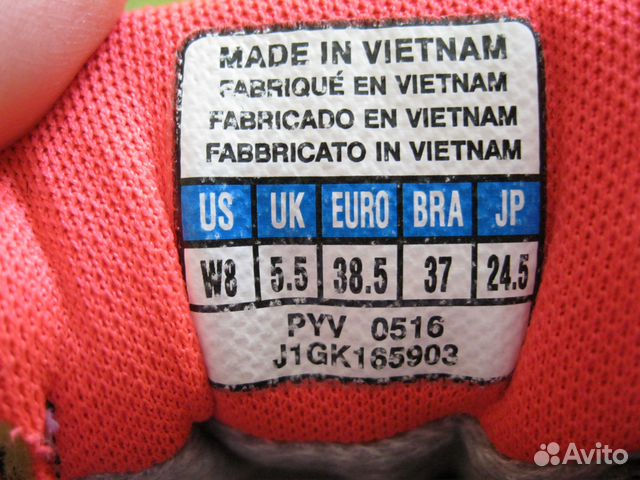 MADE IN VIETNAM
FABRIQUÉ EN VIETNAM
FABRICADO EN VIETNAM
FABBRICATO IN VIETNAM
US UK EURO BRA JP
W8 5.5 38.5 37 24.5
PYV 0516
J1GK165903
Avito